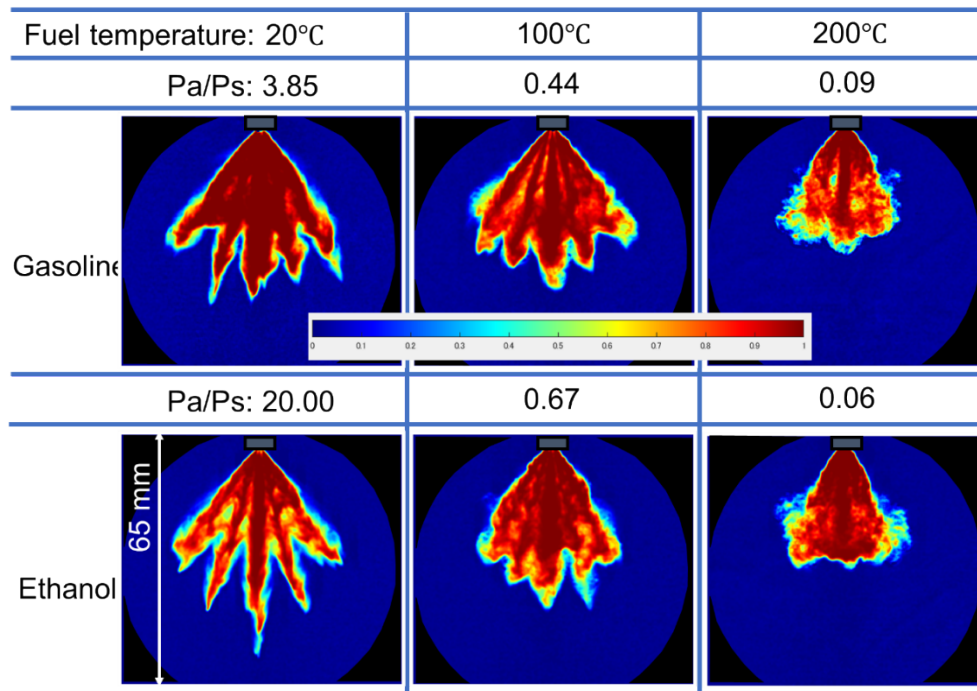 Fuel temperature: 20℃ 100℃ 200℃
Pa/Ps: 3.85 0.44 0.09
Gasoline
0 0.1 0.2 0.3 0.4 0.5 0.6 0.7 0.8 0.9 1
Pa/Ps: 20.00 0.67 0.06
65 mm
Ethanol